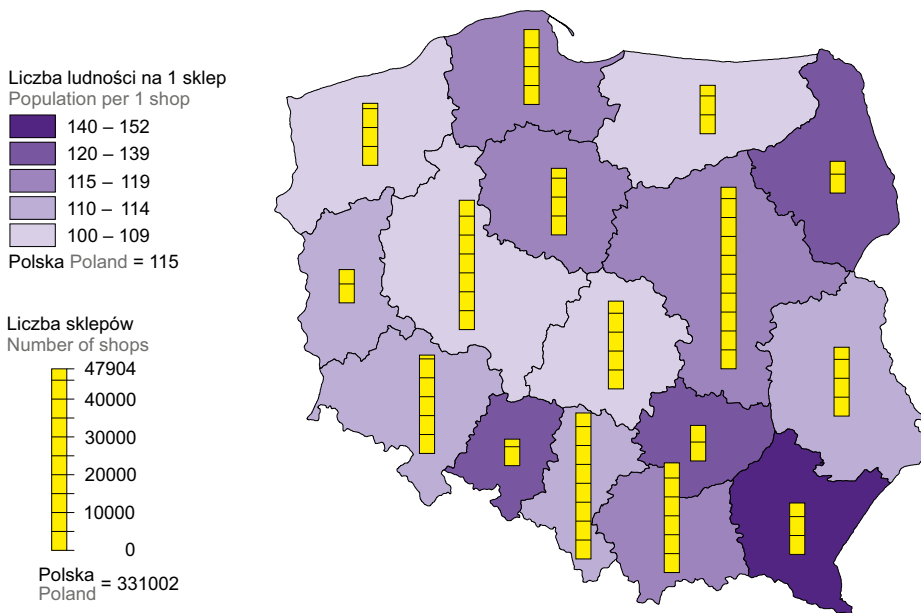 Liczba ludności na 1 sklep
Population per 1 shop
140 – 152
120 – 139
115 – 119
110 – 114
100 – 109
Polska Poland = 115
Liczba sklepów
Number of shops
47904
40000
30000
20000
10000
0
Polska
Poland = 331002